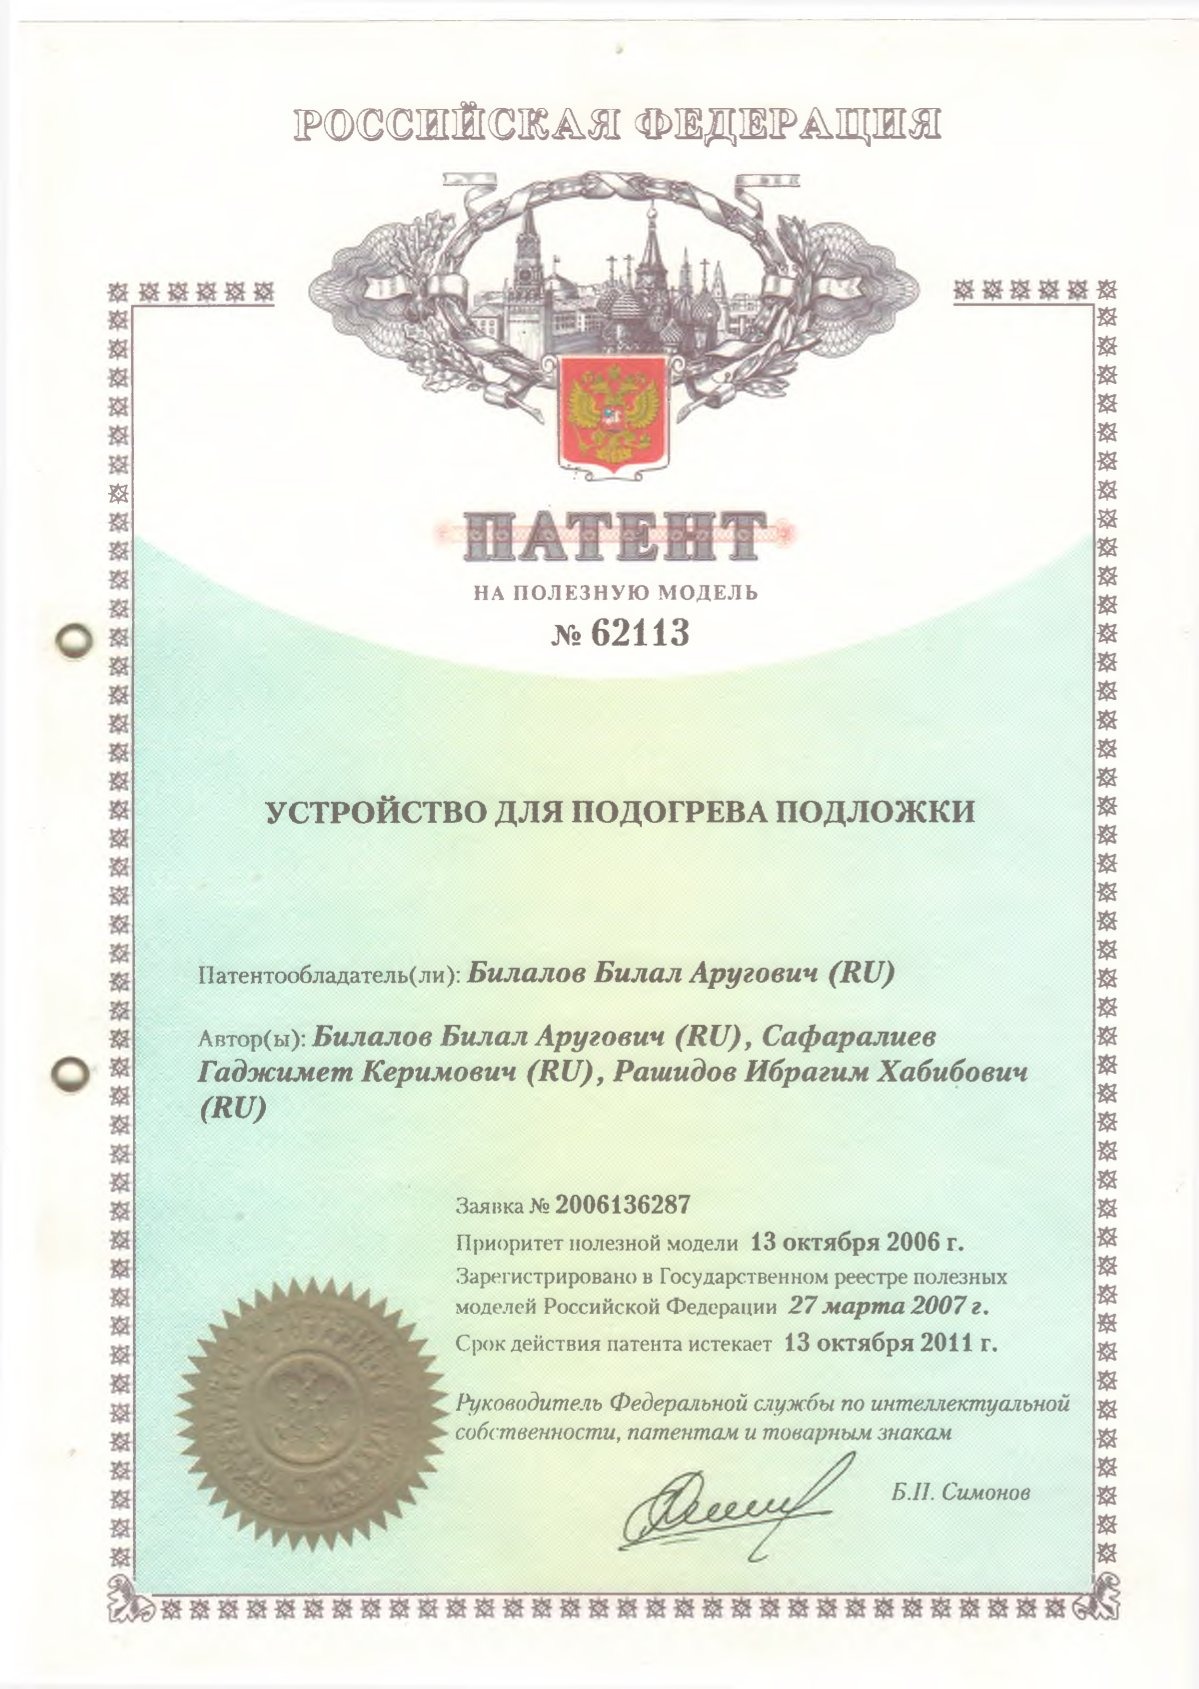 РОССИЙСКАЯ ФЕДЕРАЦИЯ
ПАТЕНТ
НА ПОЛЕЗНУЮ МОДЕЛЬ
№ 62113
УСТРОЙСТВО ДЛЯ ПОДОГРЕВА ПОДЛОЖКИ
Патентообладатель(ли): Билалов Билал Аругович (RU)
Автор(ы): Билалов Билал Аругович (RU), Сафаралиев
Гаджимет Керимович (RU), Рашидов Ибрагим Хабибович
(RU)
Заявка № 2006136287
Приоритет полезной модели 13 октября 2006 г.
Зарегистрировано в Государственном реестре полезных
моделей Российской Федерации 27 марта 2007 г.
Срок действия патента истекает 13 октября 2011 г.
Руководитель Федеральной службы по интеллектуальной
собственности, патентам и товарным знакам
Б.П. Симонов